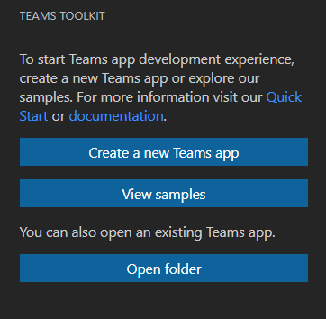 TEAMS TOOLKIT
To start Teams app development experience,
create a new Teams app or explore our
samples. For more information visit our Quick
Start or documentation.
Create a new Teams app
View samples
You can also open an existing Teams app.
Open folder